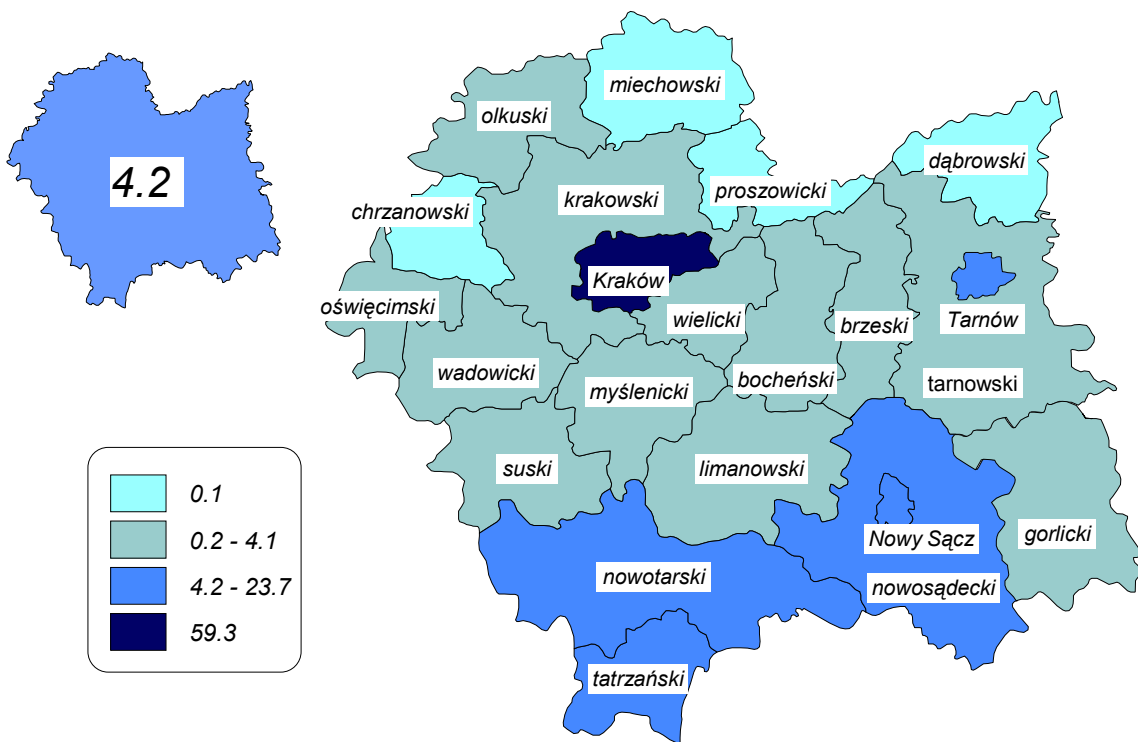 miechowski
olkuski
dąbrowski
4.2
proszowicki
krakowski
chrzanowski
Kraków
oświęcimski
wielicki
brzeski
Tarnów
wadowicki
myślenicki
bocheński
tarnowski
suski
limanowski
0.1
0.2 - 4.1
4.2 - 23.7
59.3
Nowy Sącz
gorlicki
nowotarski
nowosądecki
tatrzański